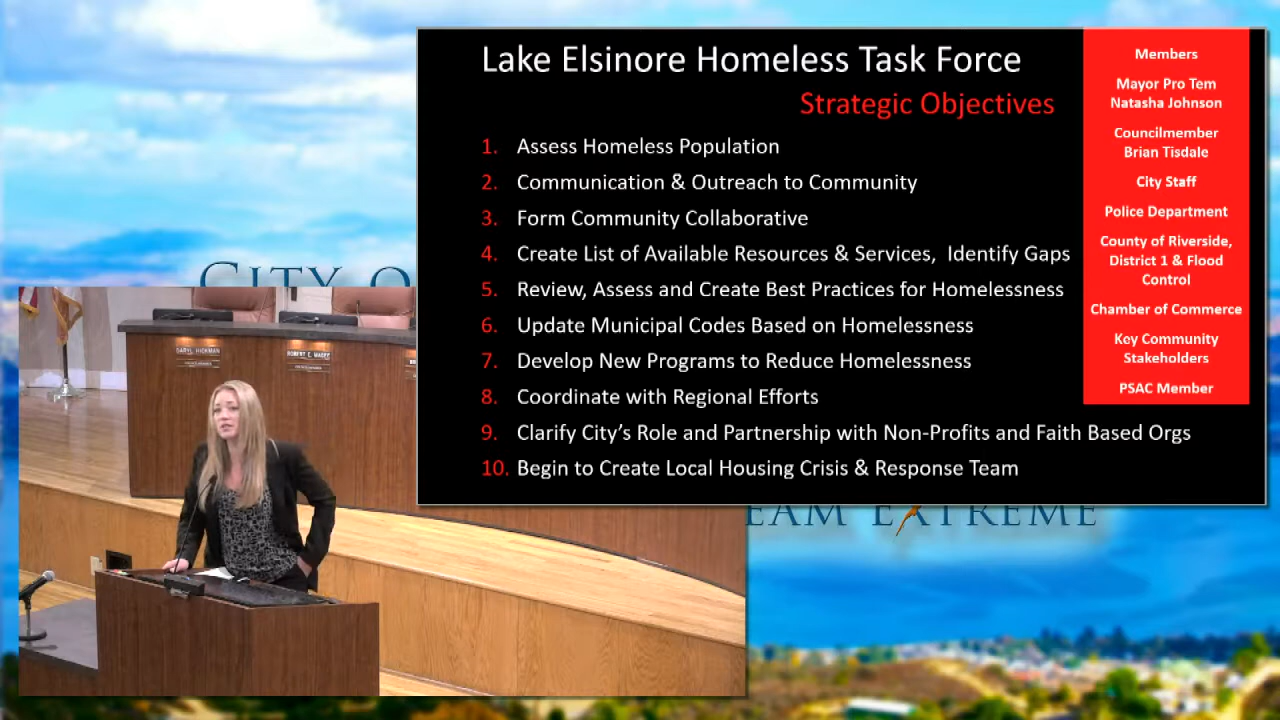 Lake Elsinore Homeless Task Force
Strategic Objectives
1. Assess Homeless Population
2. Communication & Outreach to Community
3. Form Community Collaborative
4. Create List of Available Resources & Services, Identify Gaps
5. Review, Assess and Create Best Practices for Homelessness
6. Update Municipal Codes Based on Homelessness
7. Develop New Programs to Reduce Homelessness
8. Coordinate with Regional Efforts
9. Clarify City's Role and Partnership with Non-Profits and Faith Based Orgs
10. Begin to Create Local Housing Crisis & Response Team
Members
Mayor Pro Tem
Natasha Johnson
Councilmember
Brian Tisdale
City Staff
Police Department
County of Riverside,
District 1 & Flood
Control
Chamber of Commerce
Key Community
Stakeholders
PSAC Member
CITY O
DARYL HICKMAN
ROBERT E. MAGEE
EAM EXTREME